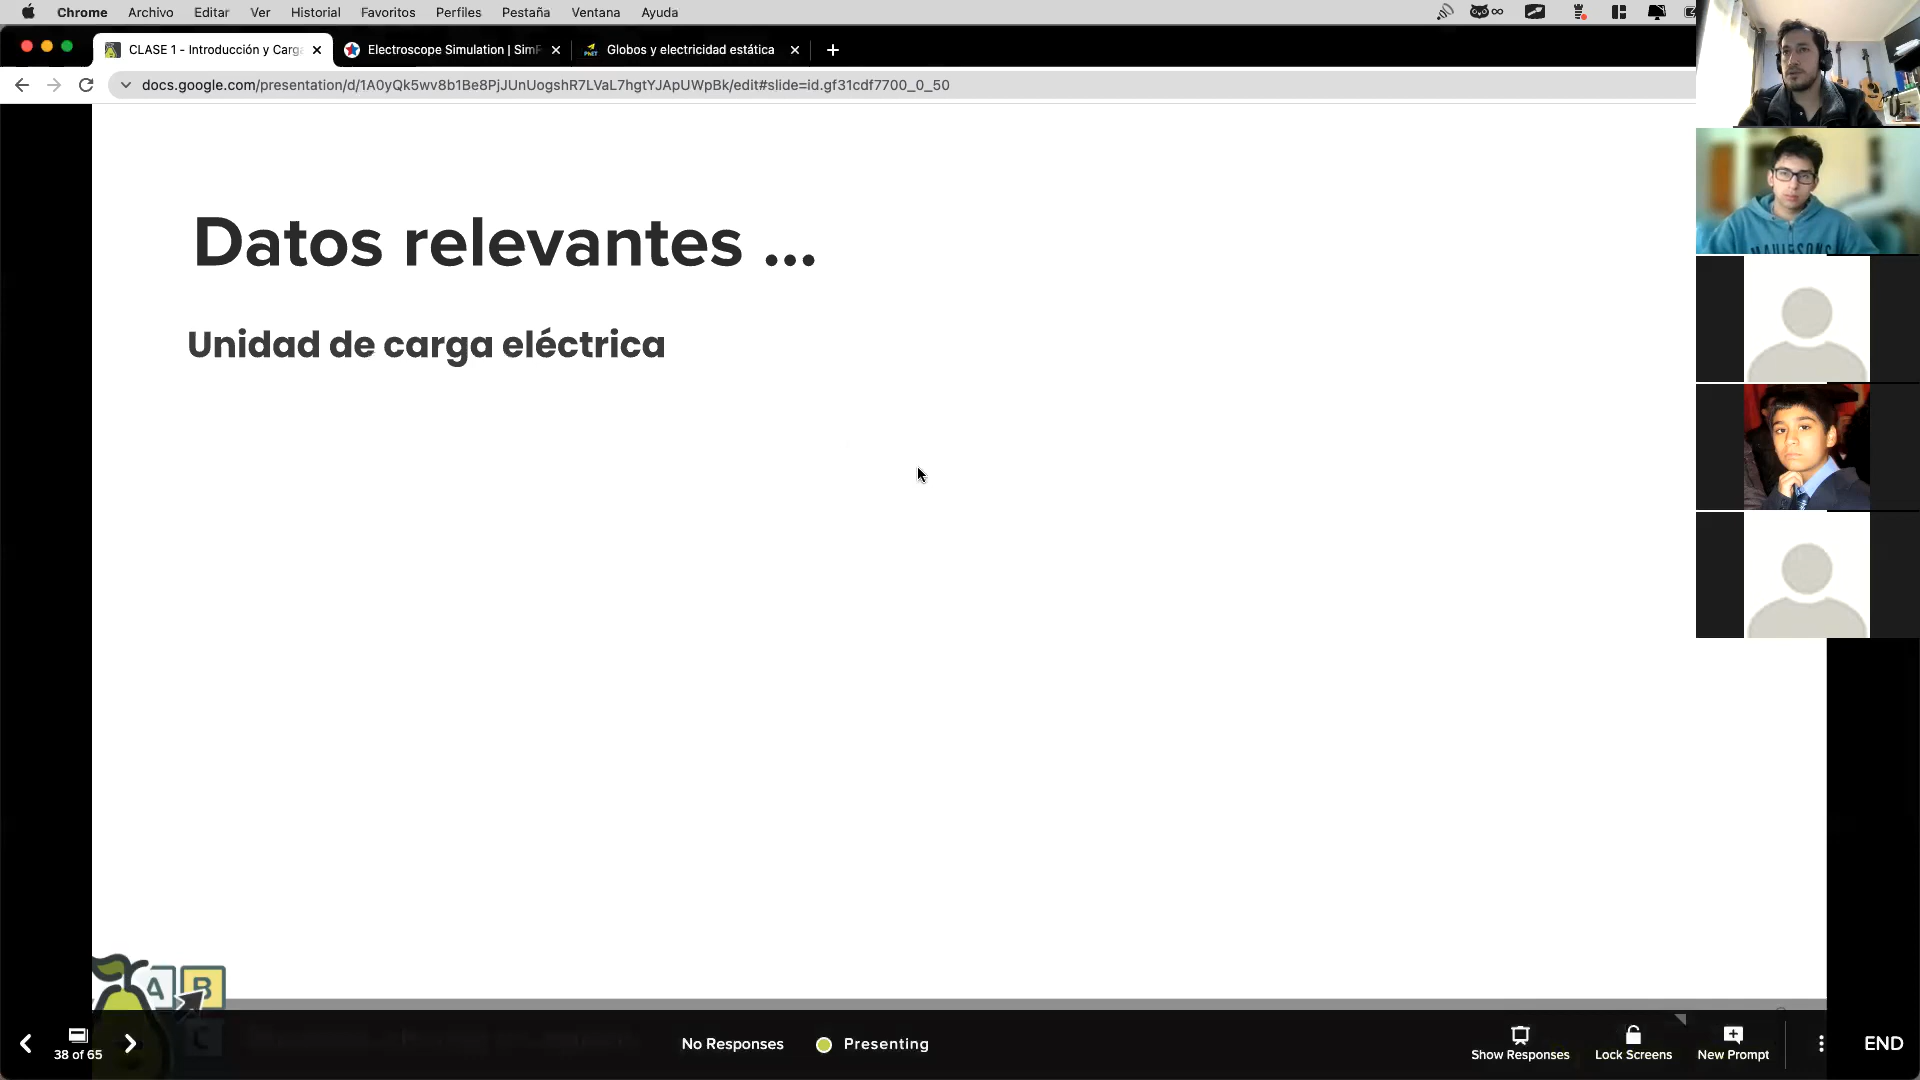 Chrome Archivo Editar Ver Historial Favoritos Perfiles Pestaña Ventana Ayuda
CLASE 1 - Introducción y Carg
Electroscope Simulation | Sim
Globos y electricidad estática
docs.google.com/presentation/d/1A0yQk5wv8b1Be8PjJUnUogshR7LVaL7hgtYJApUWpBk/edit#slide=id.gf31cdf7700_0_50
Datos relevantes ...
Unidad de carga eléctrica
A B
C
38 of 65
No Responses
Presenting
Show Responses
Lock Screens
New Prompt
END